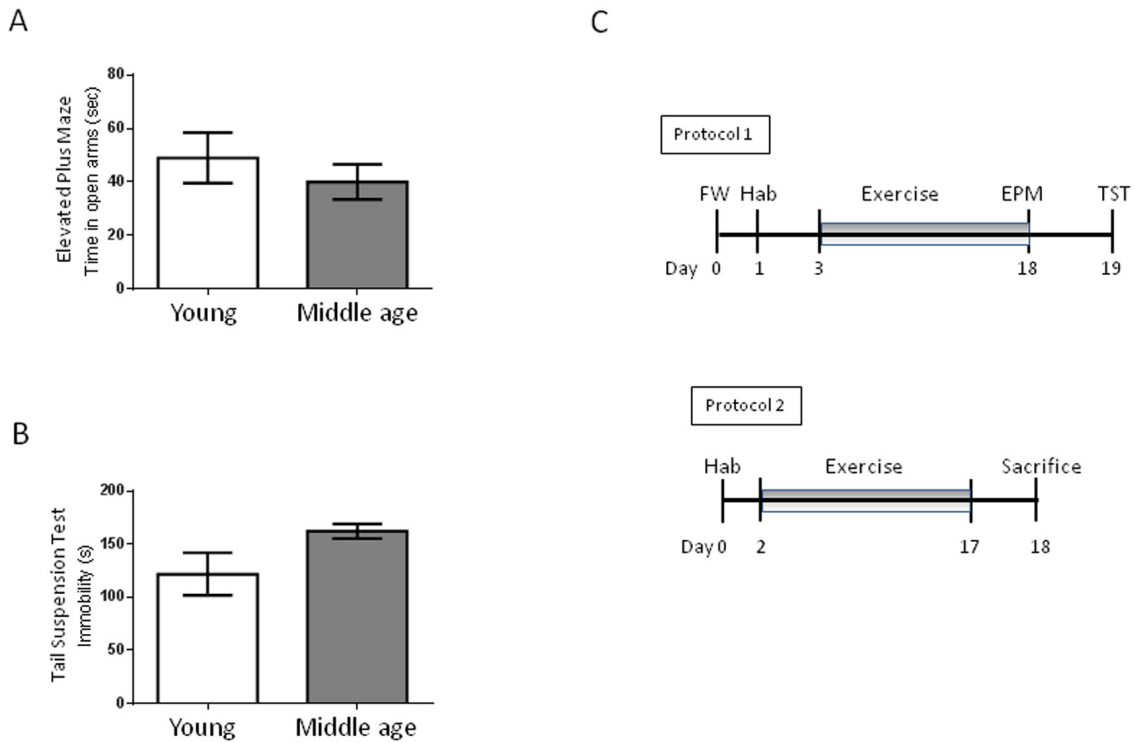 A
Elevated Plus Maze
Time in open arms (sec)
80
60
40
20
0
Young Middle age
B
Tail Suspension Test
Immobility (s)
200
150
100
50
0
Young Middle age
C
Protocol 1
FW Hab Exercise EPM TST
Day 0 1 3 18 19
Protocol 2
Hab Exercise Sacrifice
Day 0 2 17 18